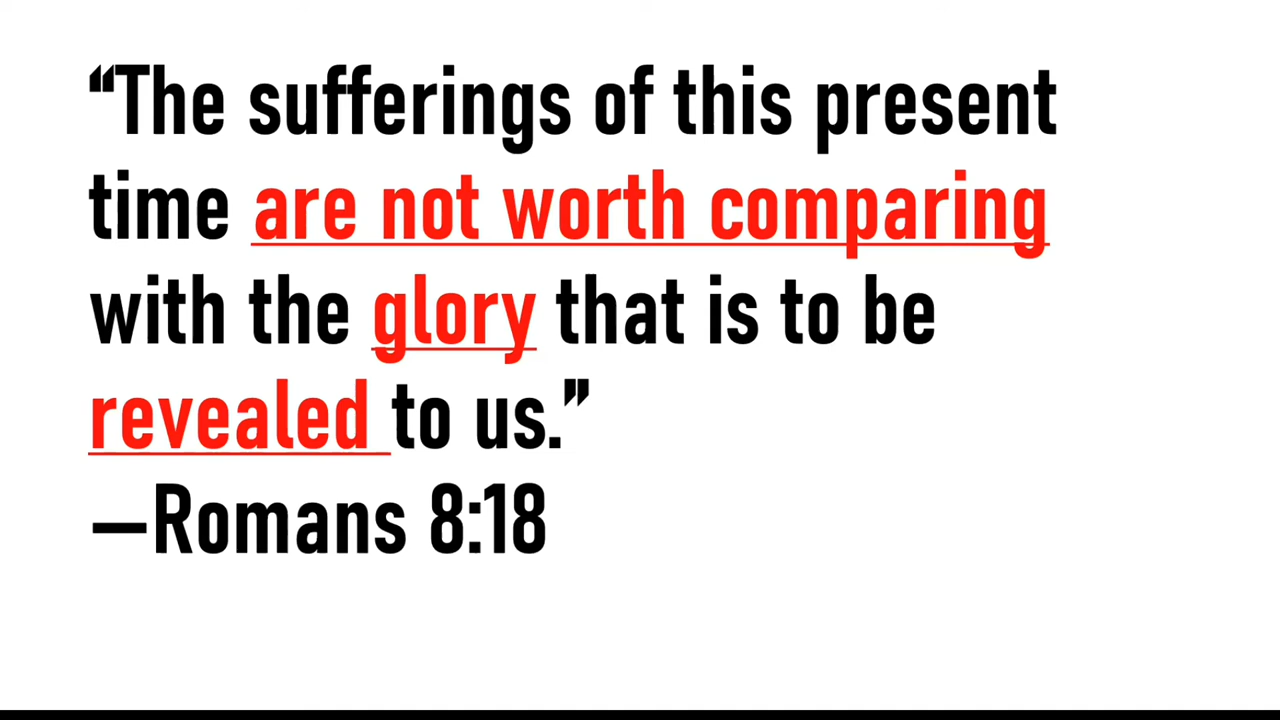 “The sufferings of this present
time are not worth comparing
with the glory that is to be
revealed to us.”
—Romans 8:18